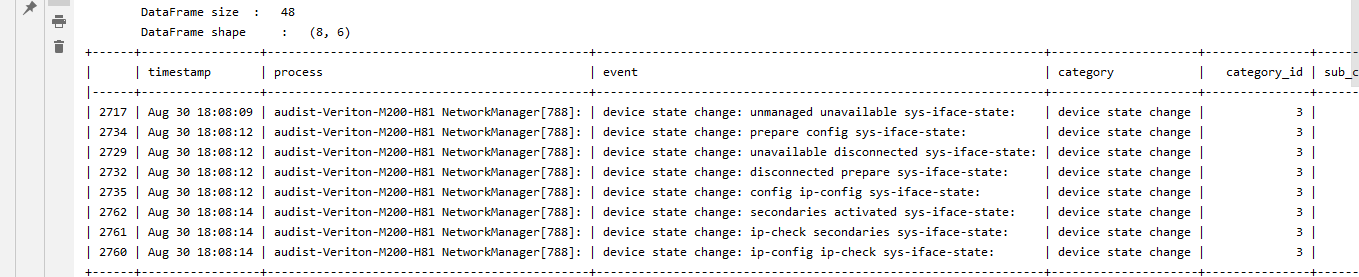 DataFrame size : 48
DataFrame shape : (8, 6)
+------+-----------------+-------------------------------------------+------------------------------------------------------------+---------------------+---------------+------
| | timestamp | process | event | category | category_id | sub_c
|------+-----------------+-------------------------------------------+------------------------------------------------------------+---------------------+---------------+------
| 2717 | Aug 30 18:08:09 | audist-Veriton-M200-H81 NetworkManager[788]: | device state change: unmanaged unavailable sys-iface-state: | device state change | 3 |
| 2734 | Aug 30 18:08:12 | audist-Veriton-M200-H81 NetworkManager[788]: | device state change: prepare config sys-iface-state: | device state change | 3 |
| 2729 | Aug 30 18:08:12 | audist-Veriton-M200-H81 NetworkManager[788]: | device state change: unavailable disconnected sys-iface-state: | device state change | 3 |
| 2732 | Aug 30 18:08:12 | audist-Veriton-M200-H81 NetworkManager[788]: | device state change: disconnected prepare sys-iface-state: | device state change | 3 |
| 2735 | Aug 30 18:08:12 | audist-Veriton-M200-H81 NetworkManager[788]: | device state change: config ip-config sys-iface-state: | device state change | 3 |
| 2762 | Aug 30 18:08:14 | audist-Veriton-M200-H81 NetworkManager[788]: | device state change: secondaries activated sys-iface-state: | device state change | 3 |
| 2761 | Aug 30 18:08:14 | audist-Veriton-M200-H81 NetworkManager[788]: | device state change: ip-check secondaries sys-iface-state: | device state change | 3 |
| 2760 | Aug 30 18:08:14 | audist-Veriton-M200-H81 NetworkManager[788]: | device state change: ip-config ip-check sys-iface-state: | device state change | 3 |
+------+-----------------+-------------------------------------------+------------------------------------------------------------+---------------------+---------------+------